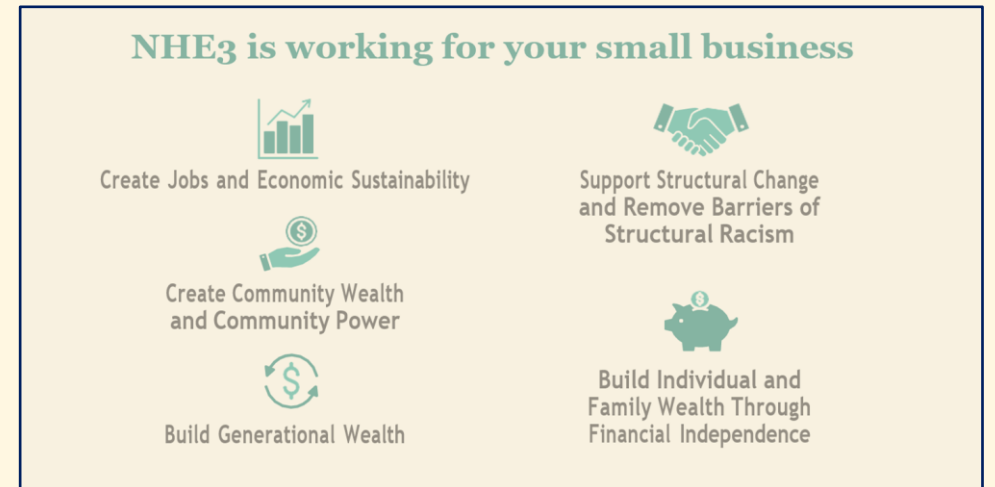 NHE3 is working for your small business
Create Jobs and Economic Sustainability
$
Create Community Wealth
and Community Power
$
Build Generational Wealth
Support Structural Change
and Remove Barriers of
Structural Racism
$
Build Individual and
Family Wealth Through
Financial Independence